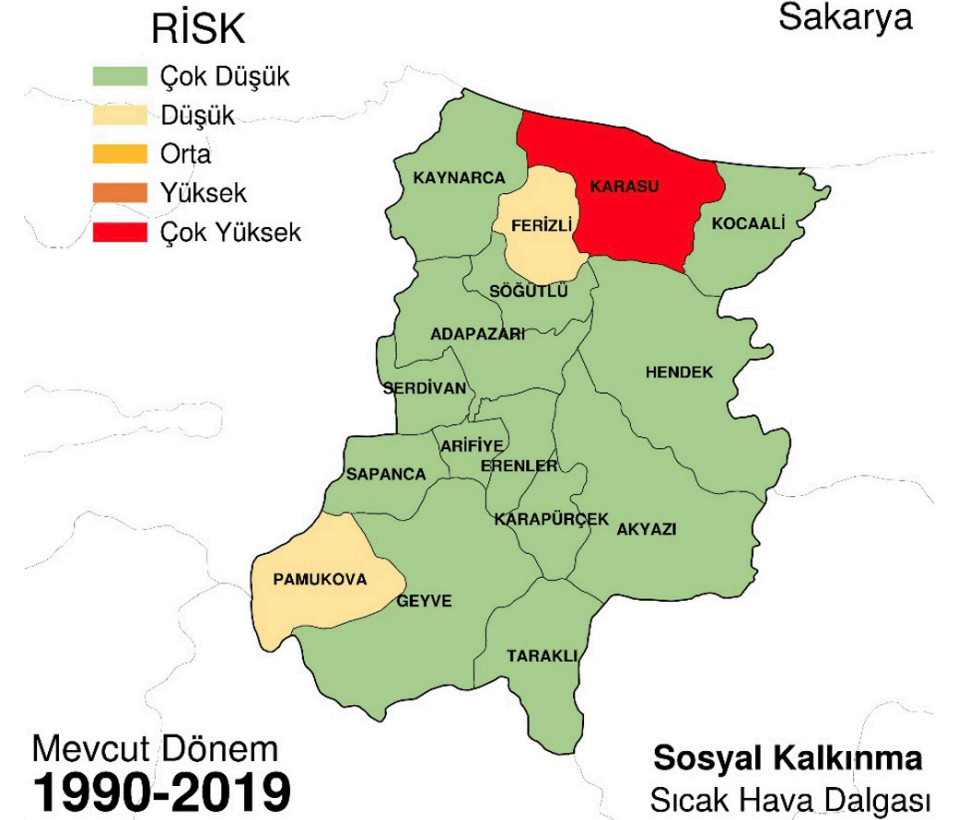 RİSK
Sakarya
Çok Düşük
Düşük
Orta
Yüksek
Çok Yüksek
KAYNARCA
KARASU
FERİZLİ
KOCAALİ
SÖĞÜTLÜ
ADAPAZARI
HENDEK
SERDİVAN
ARİFİYE
ERENLER
SAPANCA
KARAPÜRÇEK
AKYAZI
PAMUKOVA
GEYVE
TARAKLI
Mevcut Dönem
1990-2019
Sosyal Kalkınma
Sıcak Hava Dalgası